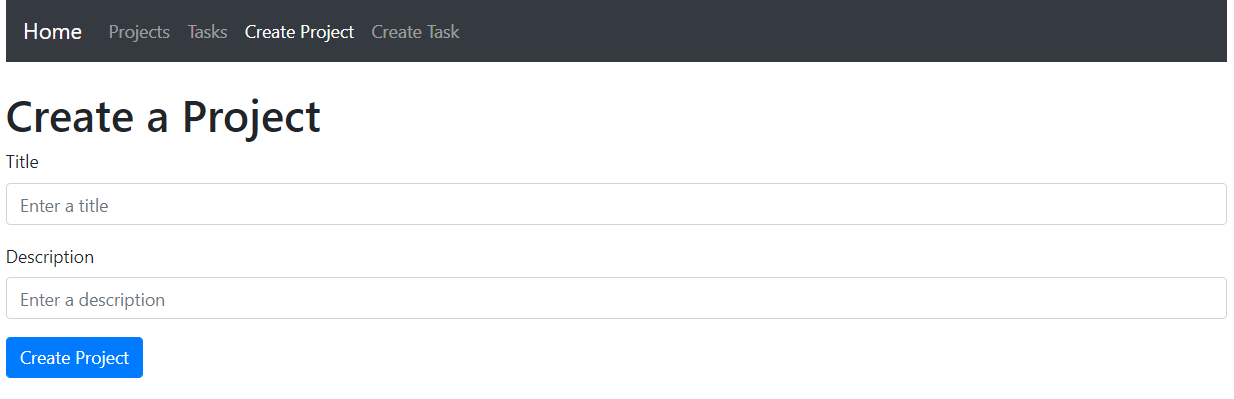 Home Projects Tasks Create Project Create Task
Create a Project
Title
Enter a title
Description
Enter a description
Create Project